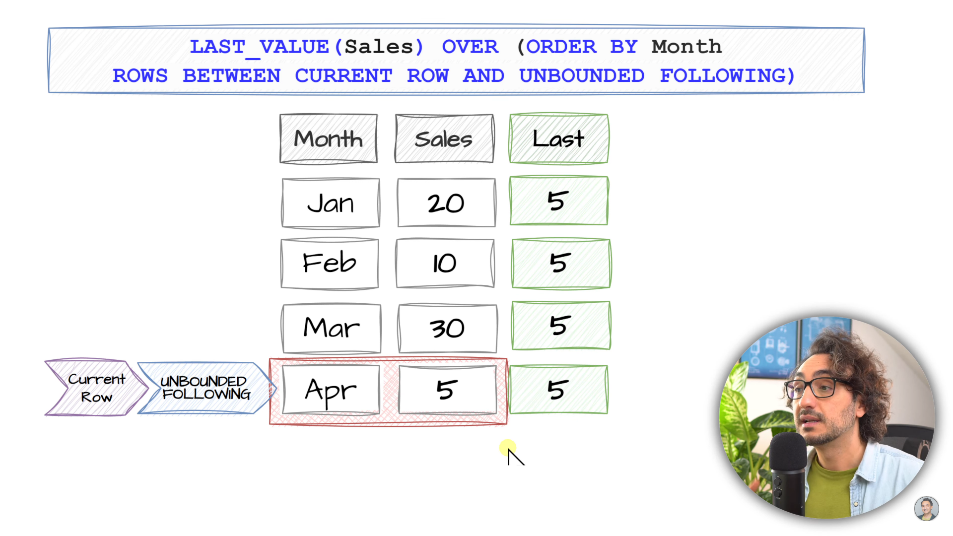 LAST_VALUE(Sales) OVER (ORDER BY Month
ROWS BETWEEN CURRENT ROW AND UNBOUNDED FOLLOWING)
Month Sales Last
Jan 20 5
Feb 10 5
Mar 30 5
Current
Row
UNBOUNDED
FOLLOWING
Apr 5 5